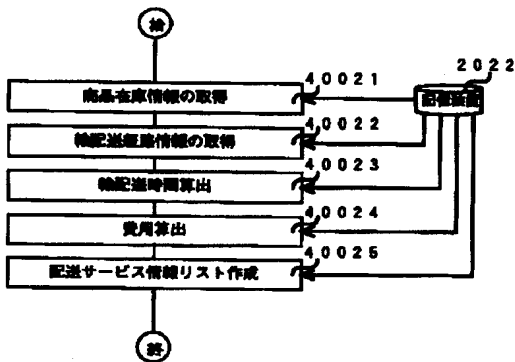 始
2022
40021
商品在庫情報の取得
記憶装置
40022
輸配送経路情報の取得
40023
輸配送時間算出
40024
費用算出
40025
配送サービス情報リスト作成
終